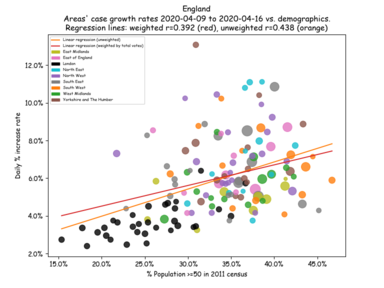 England
Areas' case growth rates 2020-04-09 to 2020-04-16 vs. demographics.
Regression lines: weighted r=0.392 (red), unweighted r=0.438 (orange)
Linear regression (unweighted)
Linear regression (weighted by total cases)
East Midlands
East of England
London
North East
North West
South East
South West
West Midlands
Yorkshire and The Humber
Daily % increase rate
12.0%
10.0%
8.0%
6.0%
4.0%
2.0%
15.0% 20.0% 25.0% 30.0% 35.0% 40.0% 45.0%
% Population >=50 in 2011 census